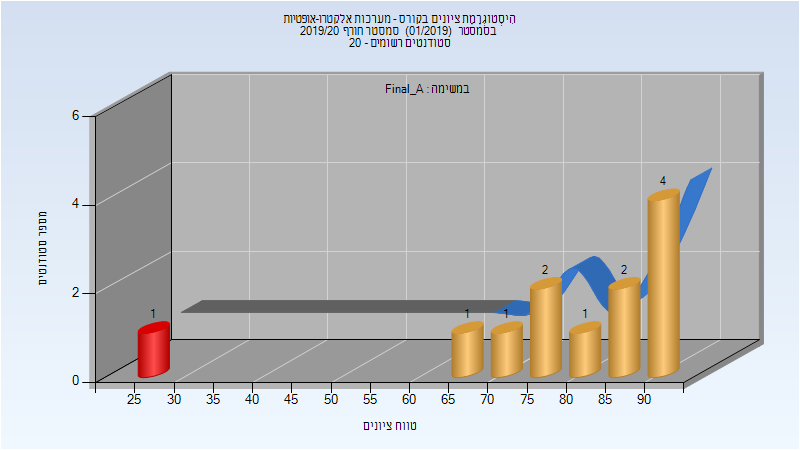 היסטוגרמת ציונים בקורס - מערכות אלקטרו-אופטיות
בסמסטר (01/2019) סמסטר חורף 2019/20
סטודנטים רשומים - 20
במשימה : Final_A
מספר סטודנטים
6
4
2
0
1
1
1
2
1
2
4
25 30 35 40 45 50 55 60 65 70 75 80 85 90
טווח ציונים